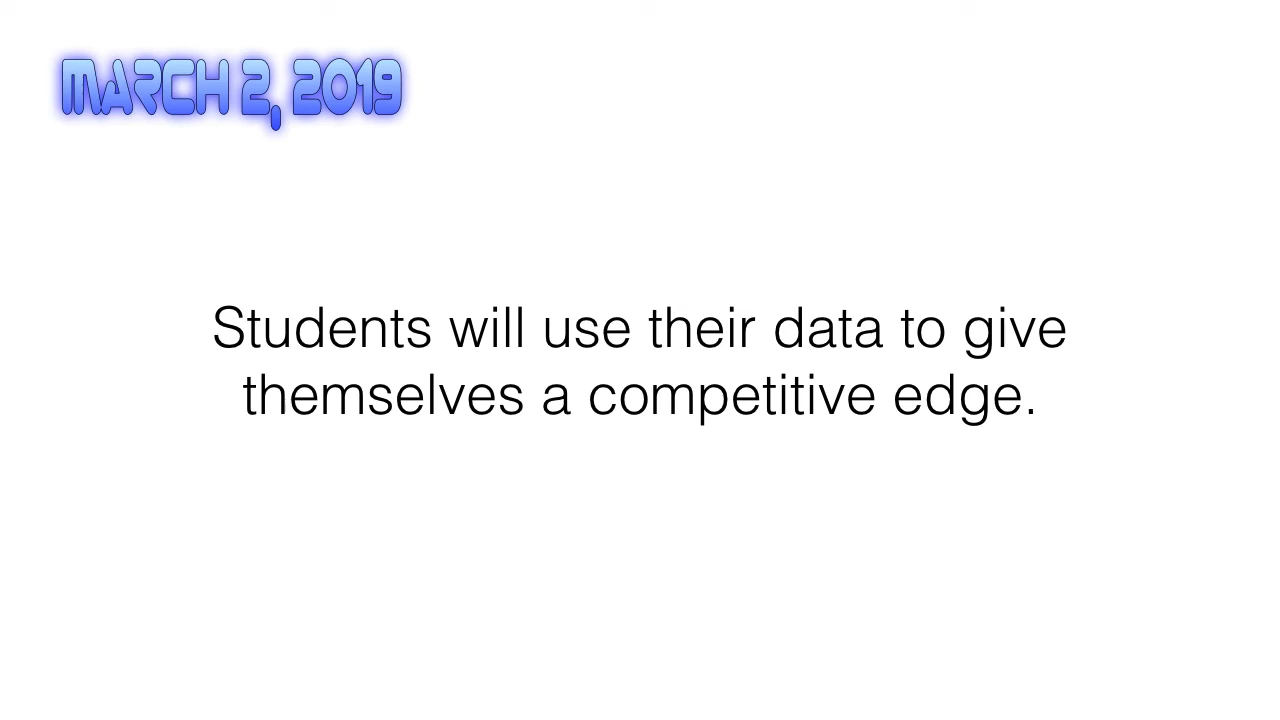 MARCH 2, 2019
Students will use their data to give
themselves a competitive edge.